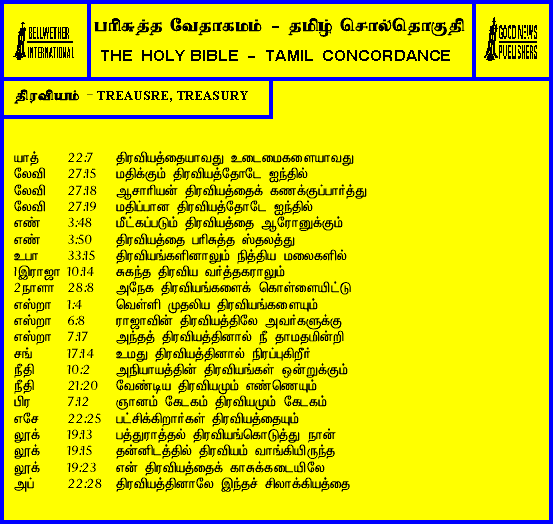 BELLWETHER INTERNATIONAL
பரிசுத்த வேதாகமம் - தமிழ் சொல்தொகுதி
THE HOLY BIBLE - TAMIL CONCORDANCE
GOOD NEWS PUBLISHERS
திரவியம் - TREAUSRE, TREASURY
யாத் 22:7 திரவியத்தையாவது உடைமைகளையாவது
லேவி 27:15 மதிக்கும் திரவியத்தோடே ஐந்தில்
லேவி 27:18 ஆசாரியன் திரவியத்தைக் கணக்குப்பார்த்து
லேவி 27:19 மதிப்பான திரவியத்தோடே ஐந்தில்
எண் 3:48 மீட்கப்படும் திரவியத்தை ஆரோனுக்கும்
எண் 3:50 திரவியத்தை பரிசுத்த ஸ்தலத்து
உபா 33:15 திரவியங்களினாலும் நித்திய மலைகளில்
1இராஜா 10:14 சுகந்த திரவிய வர்த்தகராலும்
2நாளா 28:8 அநேக திரவியங்களைக் கொள்ளையிட்டு
எஸ்றா 1:4 வெள்ளி முதலிய திரவியங்களையும்
எஸ்றா 6:8 ராஜாவின் திரவியத்திலே அவர்களுக்கு
எஸ்றா 7:17 அந்தத் திரவியத்தினால் நீ தாமதமின்றி
சங் 17:14 உமது திரவியத்தினால் நிரப்புகிறீர்
நீதி 10:2 அநியாயத்தின் திரவியங்கள் ஒன்றுக்கும்
நீதி 21:20 வேண்டிய திரவியமும் எண்ணெயும்
பிர 7:12 ஞானம் கேடகம் திரவியமும் கேடகம்
எசே 22:25 பட்சிக்கிறார்கள் திரவியத்தையும்
லூக் 19:13 பத்துராத்தல் திரவியங்கொடுத்து நான்
லூக் 19:15 தன்னிடத்தில் திரவியம் வாங்கியிருந்த
லூக் 19:23 என் திரவியத்தைக் காசுக்கடையிலே
அப் 22:28 திரவியத்தினாலே இந்தச் சிலாக்கியத்தை